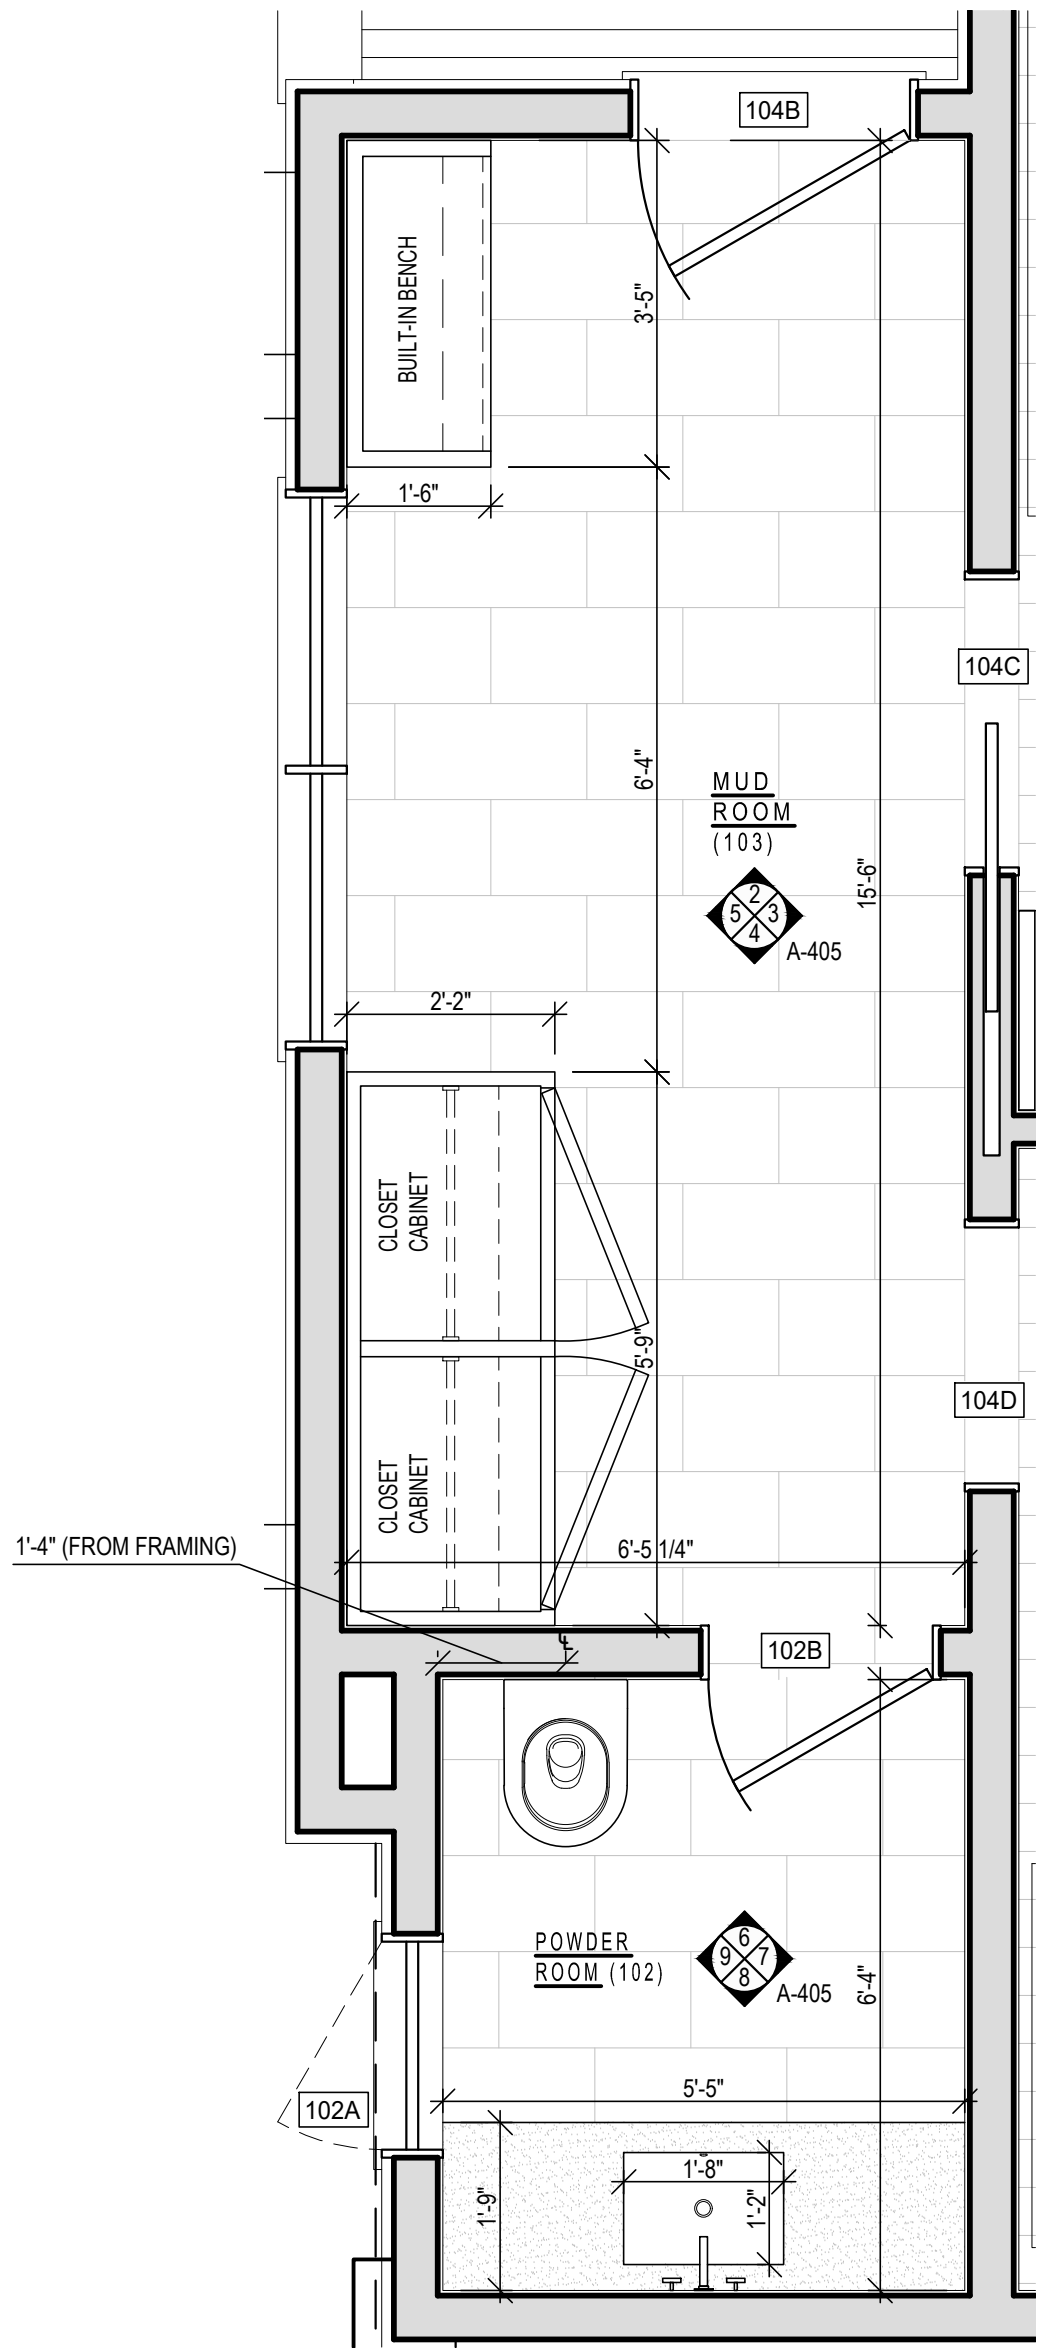 104B
BUILT-IN BENCH
3'-5"
1'-6"
104C
6'-4"
MUD
ROOM
(103)
15'-6"
2
5 3
4
A-405
2'-2"
CLOSET
CABINET
5'-9"
104D
CLOSET
CABINET
1'-4" (FROM FRAMING)
6'-5 1/4"
℄
102B
POWDER
ROOM (102)
6
9 7
8
A-405
6'-4"
5'-5"
102A
1'-8"
1'-9"
1'-2"